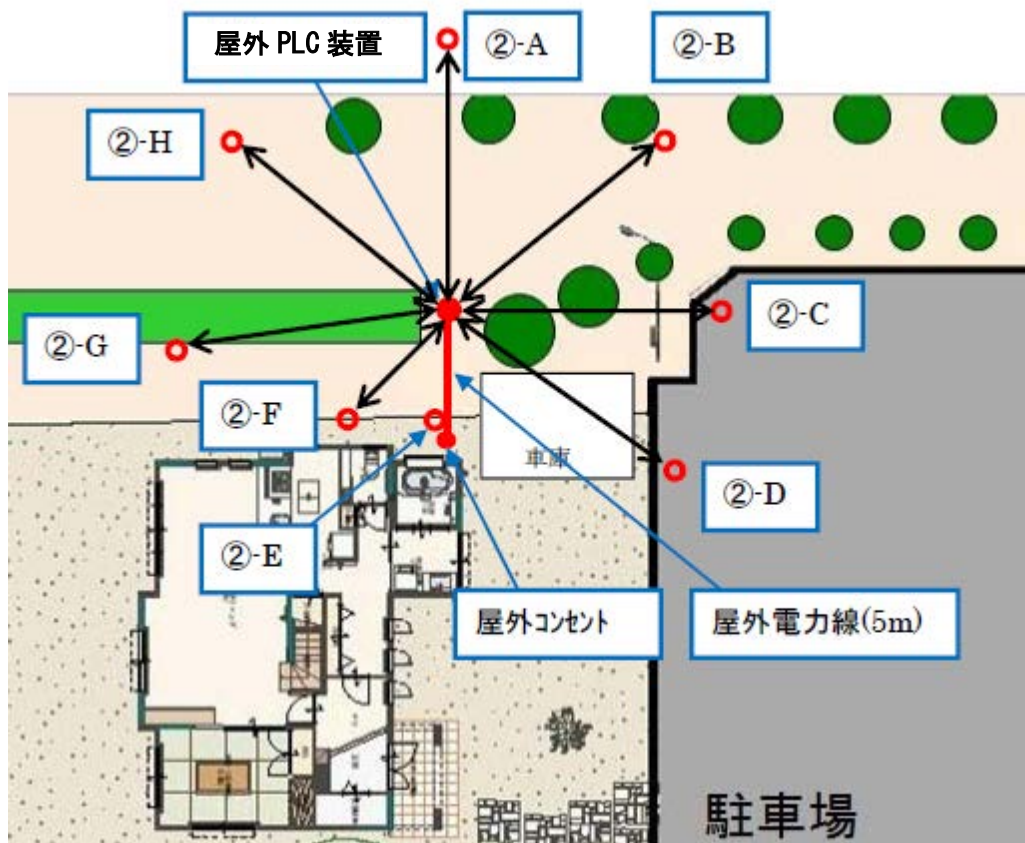 屋外 PLC 装置
②-A
②-B
②-H
②-C
②-G
②-F
車庫
②-D
②-E
屋外コンセント
屋外電力線(5m)
駐車場